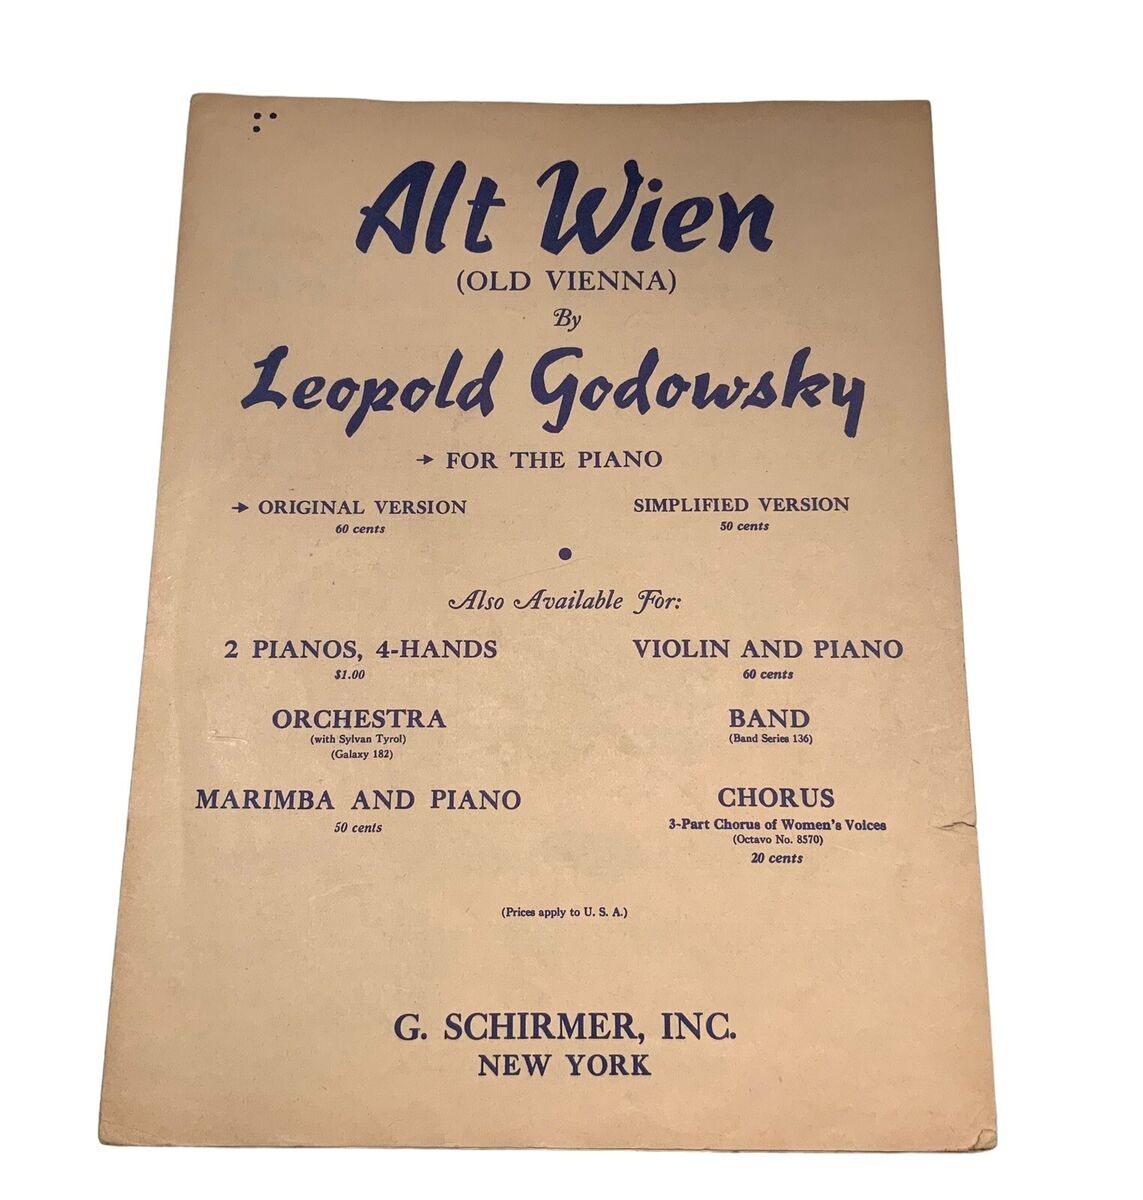 Alt Wien
(OLD VIENNA)
By
Leopold Godowsky
→ FOR THE PIANO
→ ORIGINAL VERSION
60 cents
SIMPLIFIED VERSION
50 cents
Also Available For:
2 PIANOS, 4-HANDS
$1.00
VIOLIN AND PIANO
60 cents
ORCHESTRA
(with Sylvan Tyrol)
(Galaxy 182)
BAND
(Band Series 136)
MARIMBA AND PIANO
50 cents
CHORUS
3-Part Chorus of Women's Voices
(Octavo No. 8570)
20 cents
(Prices apply to U. S. A.)
G. SCHIRMER, INC.
NEW YORK